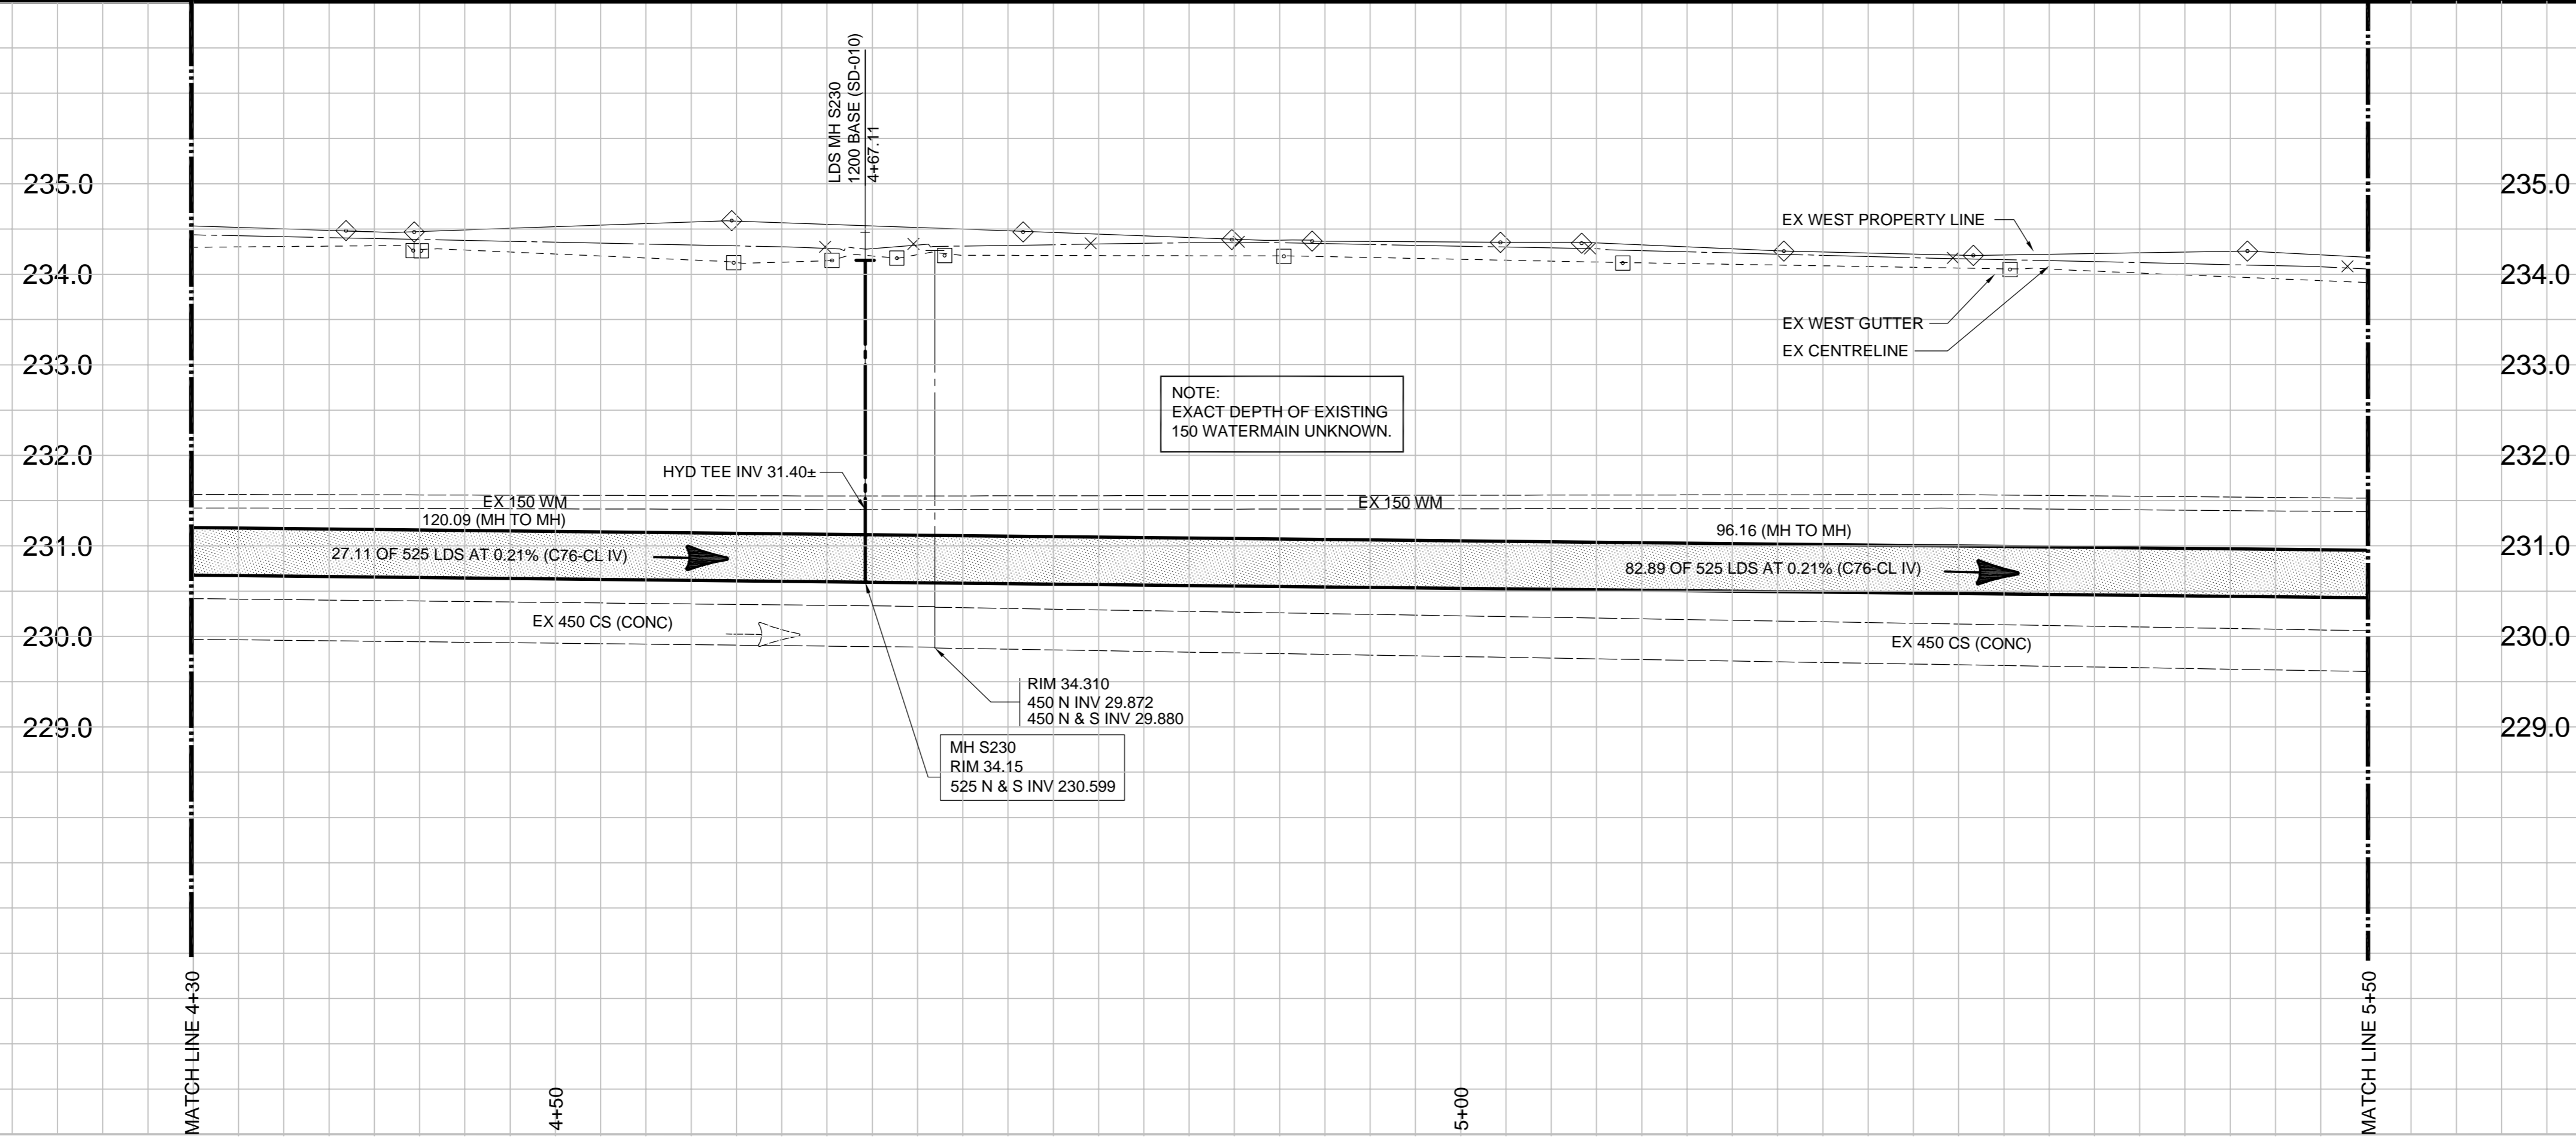 LDS MH S230
1200 BASE (SD-010)
4+67.11
235.0
235.0
EX WEST PROPERTY LINE
234.0
234.0
EX WEST GUTTER
EX CENTRELINE
233.0
233.0
NOTE:
EXACT DEPTH OF EXISTING
150 WATERMAIN UNKNOWN.
232.0
232.0
HYD TEE INV 31.40±
EX 150 WM
EX 150 WM
120.09 (MH TO MH)
96.16 (MH TO MH)
231.0
231.0
27.11 OF 525 LDS AT 0.21% (C76-CL IV)
82.89 OF 525 LDS AT 0.21% (C76-CL IV)
EX 450 CS (CONC)
EX 450 CS (CONC)
230.0
230.0
RIM 34.310
450 N INV 29.872
450 N & S INV 29.880
229.0
229.0
MH S230
RIM 34.15
525 N & S INV 230.599
MATCH LINE 4+30
4+50
5+00
MATCH LINE 5+50